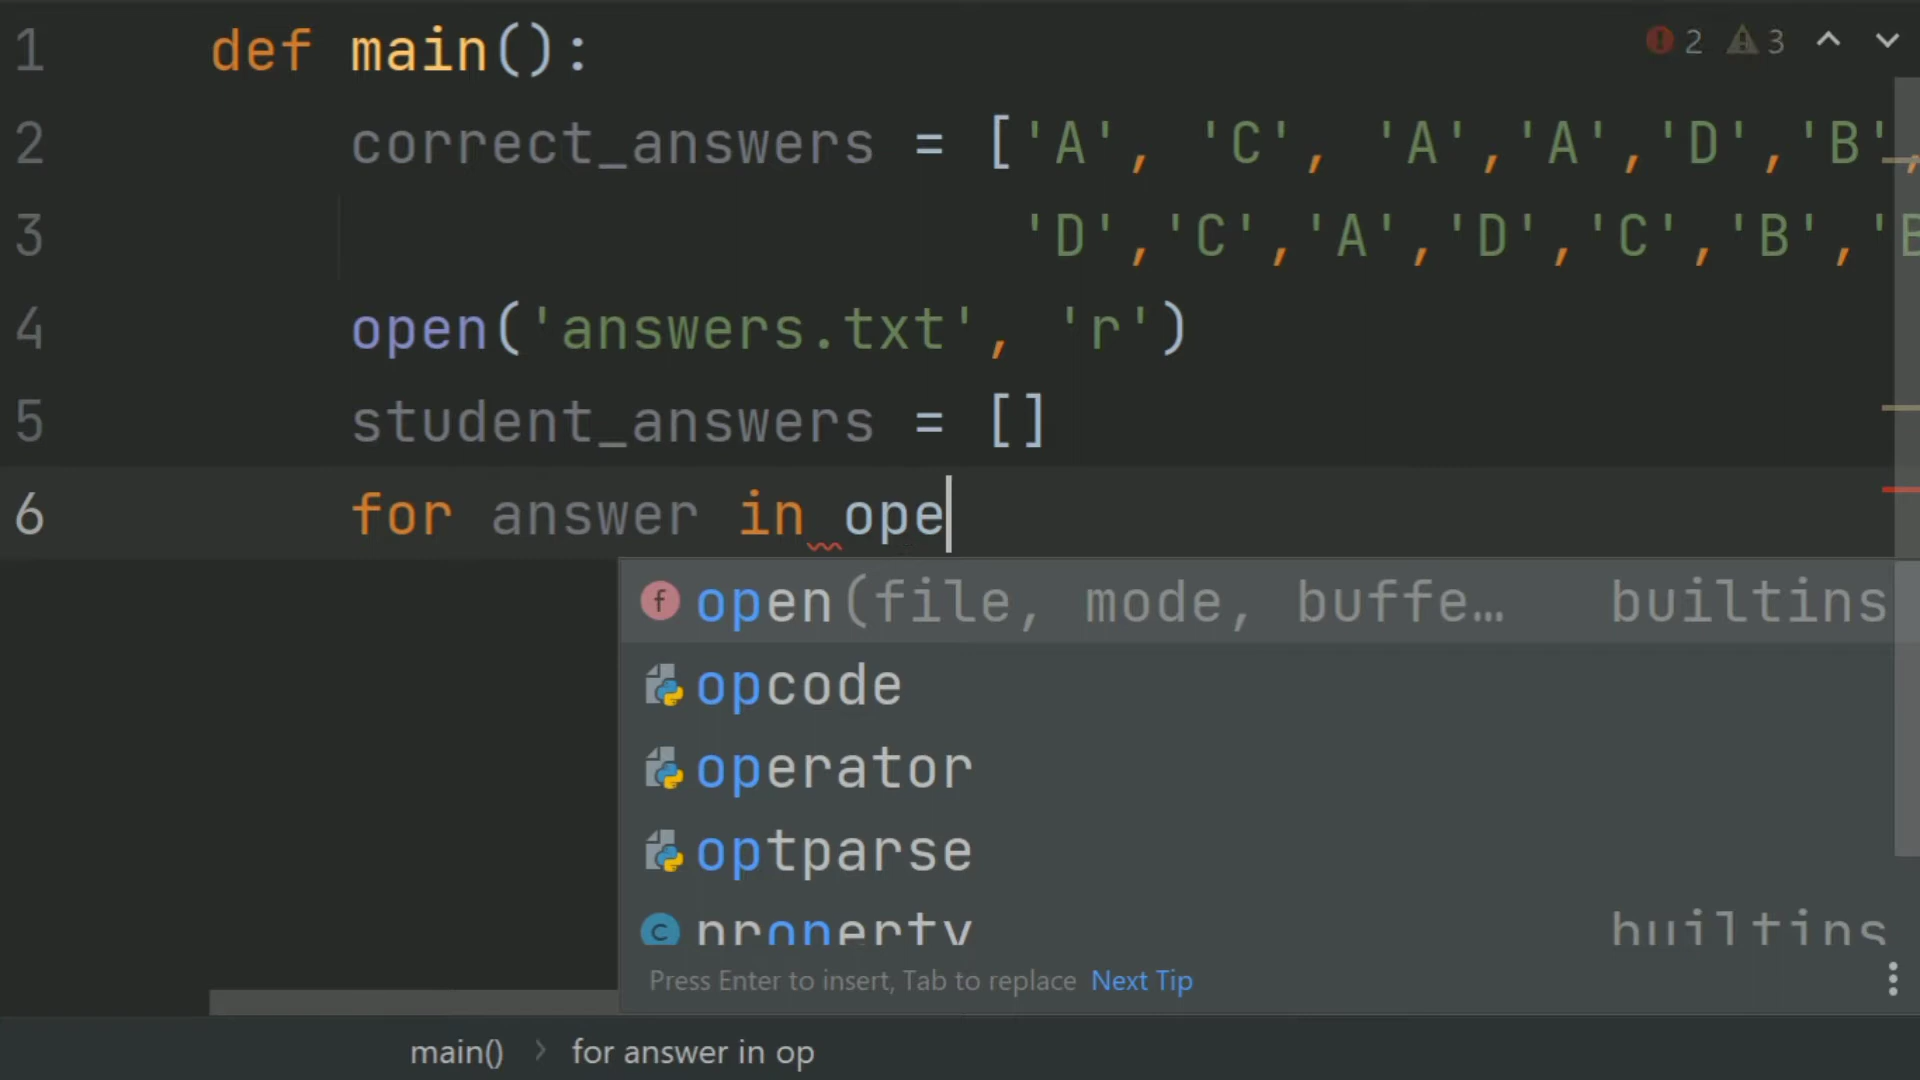 1 def main():
2 correct_answers = ['A', 'C', 'A','A','D','B',
3 'D','C','A','D','C','B','B
4 open('answers.txt', 'r')
5 student_answers = []
6 for answer in ope
2 3
open(file, mode, buffe… builtins
opcode
operator
optparse
property builtins
Press Enter to insert, Tab to replace Next Tip
main() > for answer in op